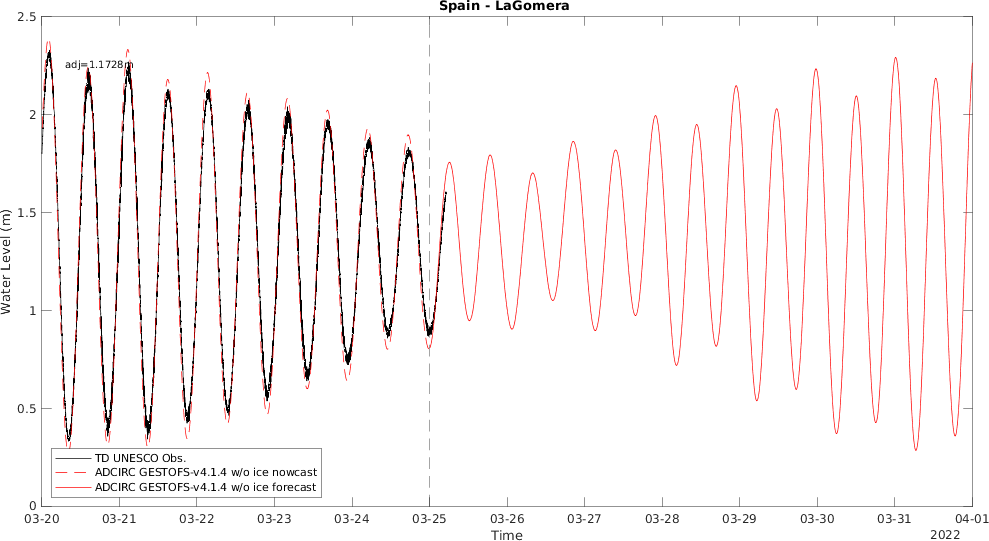 Spain - LaGomera
2.5
2
1.5
1
0.5
0
Water Level (m)
adj=1.1728m
TD UNESCO Obs.
ADCIRC GESTOFS-v4.1.4 w/o ice nowcast
ADCIRC GESTOFS-v4.1.4 w/o ice forecast
03-20 03-21 03-22 03-23 03-24 03-25 03-26 03-27 03-28 03-29 03-30 03-31 04-01
Time
2022